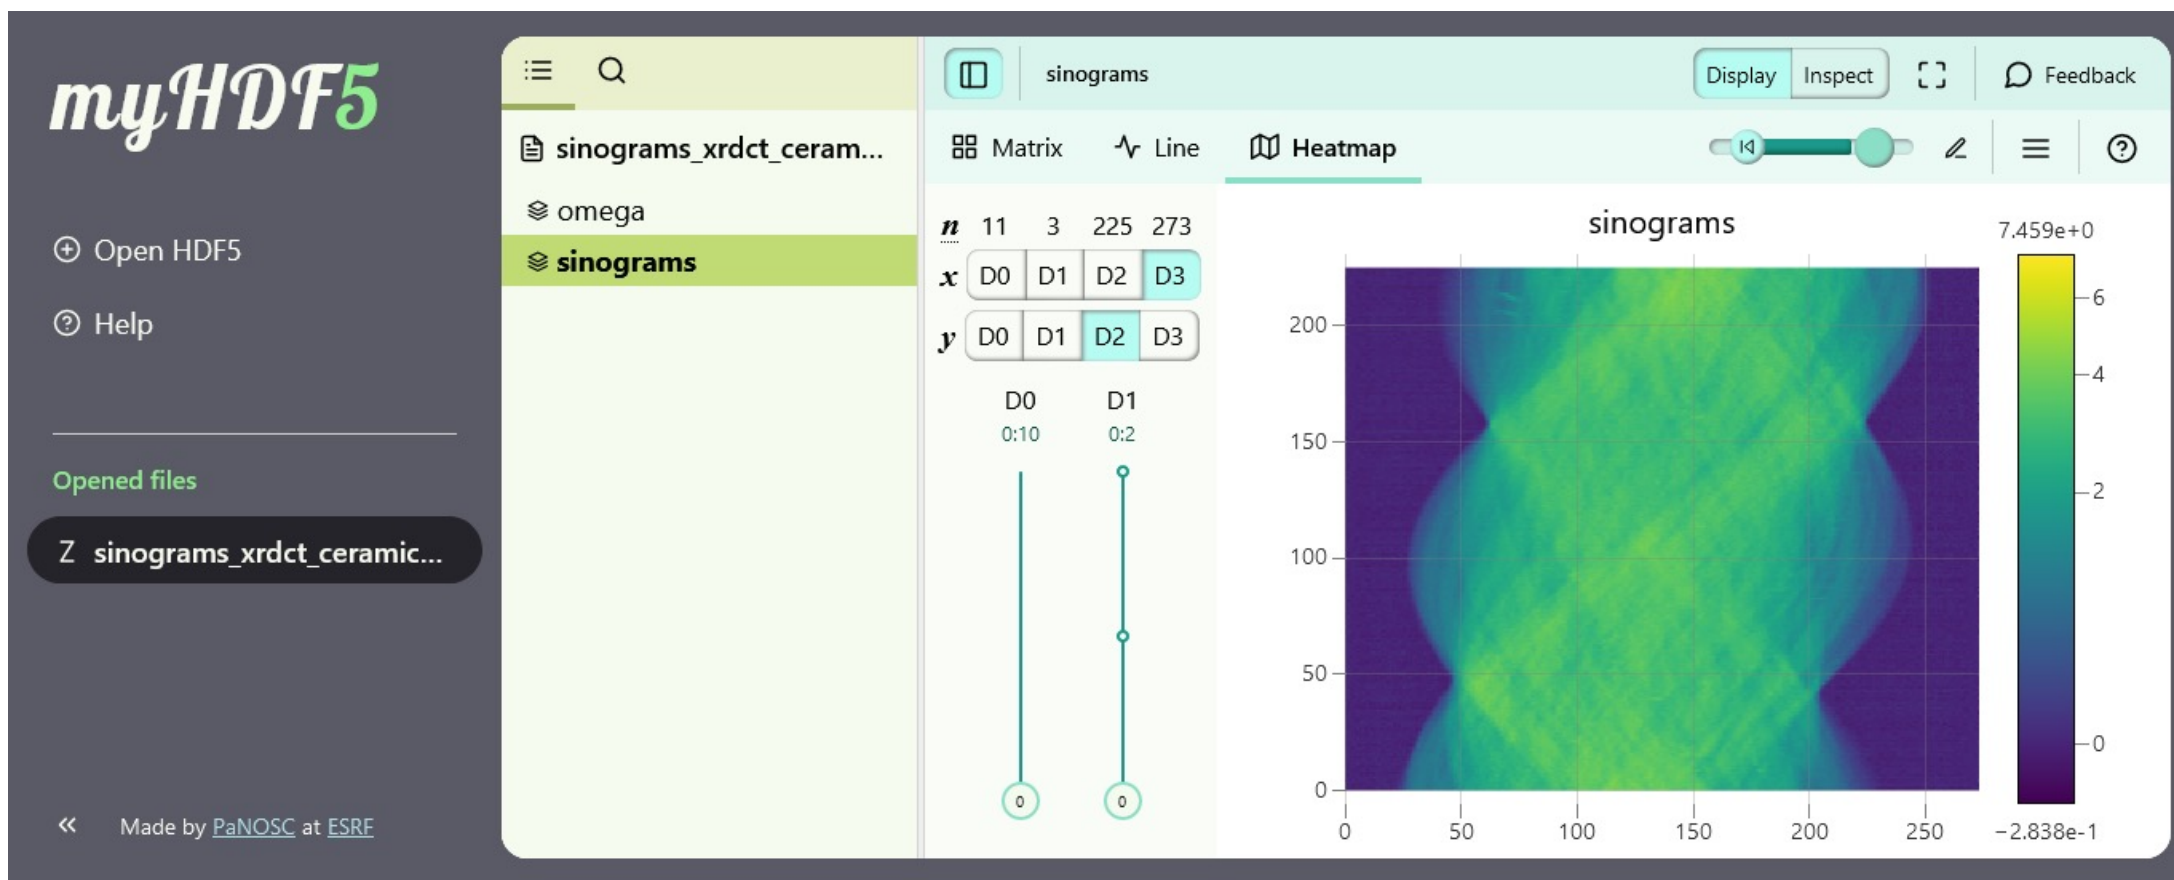 myHDF5
Open HDF5
Help
Opened files
Z sinograms_xrdct_ceramic...
Made by PaNOSC at ESRF
sinograms_xrdct_ceram...
omega
sinograms
sinograms
Display Inspect
Feedback
Matrix Line Heatmap
n 11 3 225 273
x D0 D1 D2 D3
y D0 D1 D2 D3
D0 D1
0:10 0:2
0 0
sinograms
200
150
100
50
0
0 50 100 150 200 250
7.459e+0
6
4
2
0
−2.838e-1